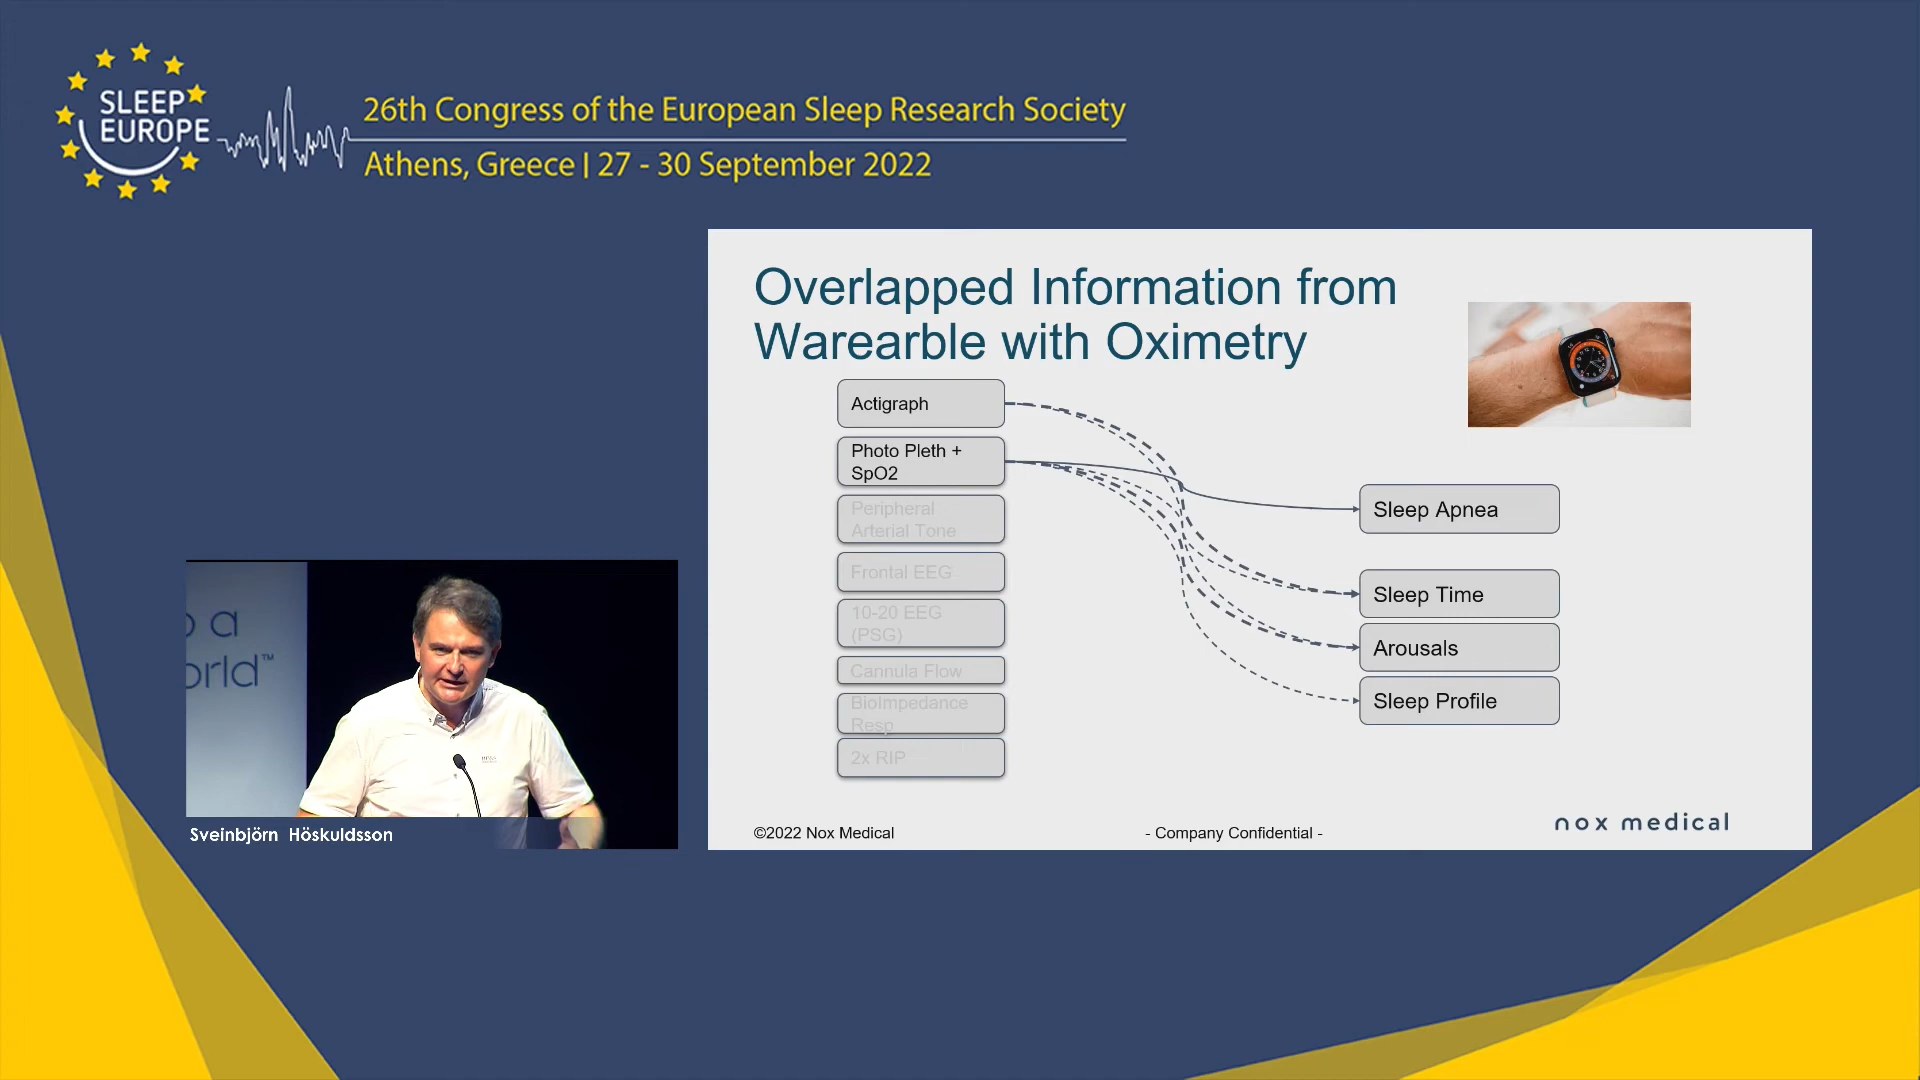 SLEEP
EUROPE
26th Congress of the European Sleep Research Society
Athens, Greece | 27 - 30 September 2022
Overlapped Information from
Warearble with Oximetry
Actigraph
Photo Pleth +
SpO2
Peripheral
Arterial Tone
Frontal EEG
10-20 EEG
(PSG)
Cannula Flow
BioImpedance
Resp
2x RIP
Sleep Apnea
Sleep Time
Arousals
Sleep Profile
©2022 Nox Medical
- Company Confidential -
nox medical
o a
orld™
Sveinbjörn Höskuldsson